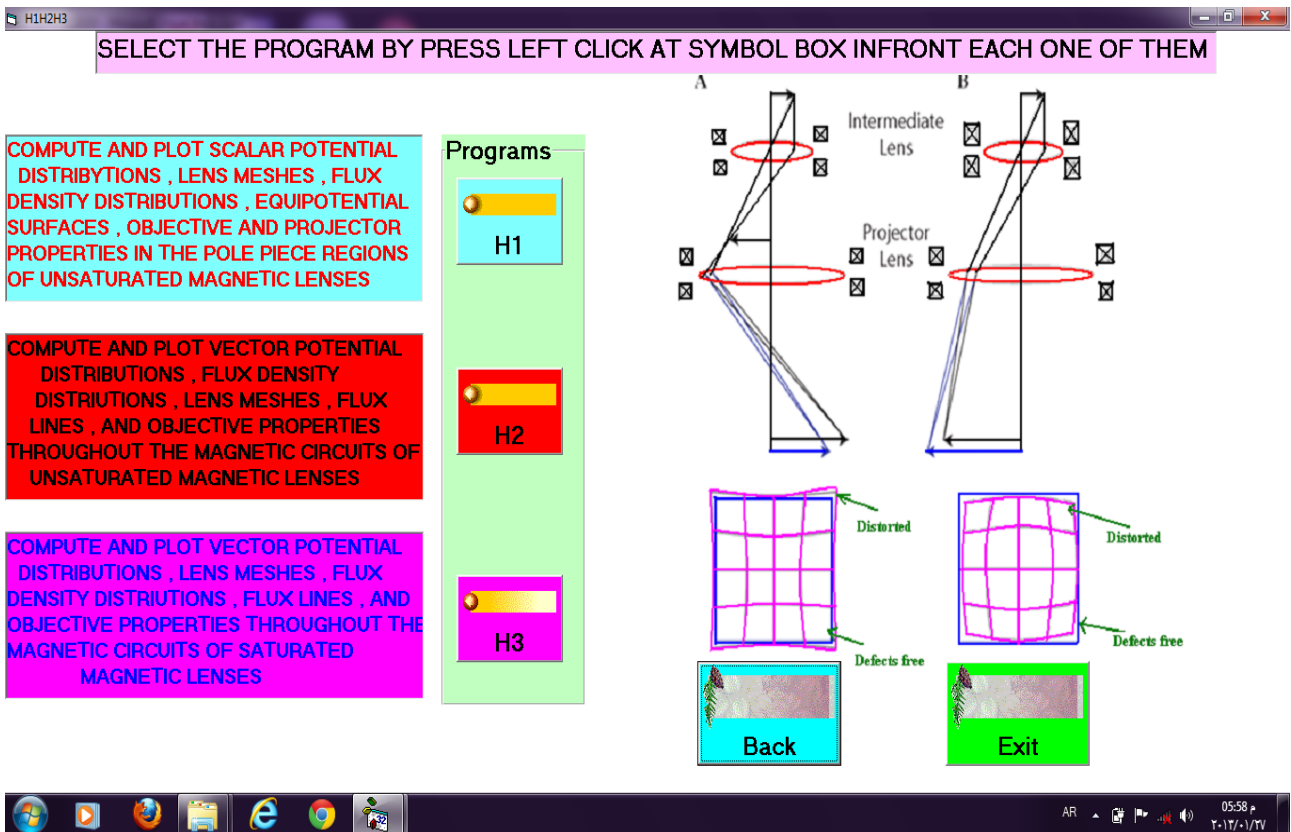 H1H2H3
SELECT THE PROGRAM BY PRESS LEFT CLICK AT SYMBOL BOX INFRONT EACH ONE OF THEM
COMPUTE AND PLOT SCALAR POTENTIAL
DISTRIBYTIONS , LENS MESHES , FLUX
DENSITY DISTRIBUTIONS , EQUIPOTENTIAL
SURFACES , OBJECTIVE AND PROJECTOR
PROPERTIES IN THE POLE PIECE REGIONS
OF UNSATURATED MAGNETIC LENSES
COMPUTE AND PLOT VECTOR POTENTIAL
DISTRIBUTIONS , FLUX DENSITY
DISTRIUTIONS , LENS MESHES , FLUX
LINES , AND OBJECTIVE PROPERTIES
THROUGHOUT THE MAGNETIC CIRCUITS OF
UNSATURATED MAGNETIC LENSES
COMPUTE AND PLOT VECTOR POTENTIAL
DISTRIBUTIONS , LENS MESHES , FLUX
DENSITY DISTRIUTIONS , FLUX LINES , AND
OBJECTIVE PROPERTIES THROUGHOUT THE
MAGNETIC CIRCUITS OF SATURATED
MAGNETIC LENSES
Programs
H1
H2
H3
A
B
Intermediate
Lens
Projector
Lens
Distorted
Defects free
Distorted
Defects free
Back
Exit
32
AR
05:58 م
٢٠١٣/٠١/٢٧